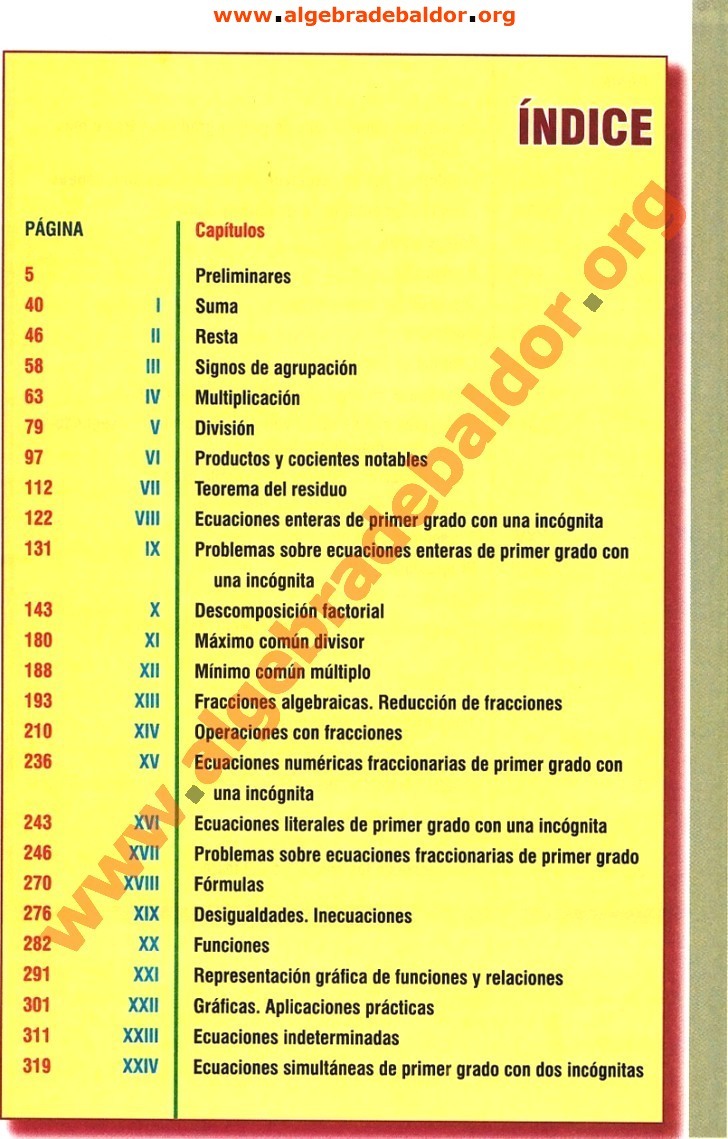 www.algebradebaldor.org
ÍNDICE
PÁGINA Capítulos
5 Preliminares
40 I Suma
46 II Resta
58 III Signos de agrupación
63 IV Multiplicación
79 V División
97 VI Productos y cocientes notables
112 VII Teorema del residuo
122 VIII Ecuaciones enteras de primer grado con una incógnita
131 IX Problemas sobre ecuaciones enteras de primer grado con
una incógnita
143 X Descomposición factorial
180 XI Máximo común divisor
188 XII Mínimo común múltiplo
193 XIII Fracciones algebraicas. Reducción de fracciones
210 XIV Operaciones con fracciones
236 XV Ecuaciones numéricas fraccionarias de primer grado con
una incógnita
243 XVI Ecuaciones literales de primer grado con una incógnita
246 XVII Problemas sobre ecuaciones fraccionarias de primer grado
270 XVIII Fórmulas
276 XIX Desigualdades. Inecuaciones
282 XX Funciones
291 XXI Representación gráfica de funciones y relaciones
301 XXII Gráficas. Aplicaciones prácticas
311 XXIII Ecuaciones indeterminadas
319 XXIV Ecuaciones simultáneas de primer grado con dos incógnitas
www.algebradebaldor.org